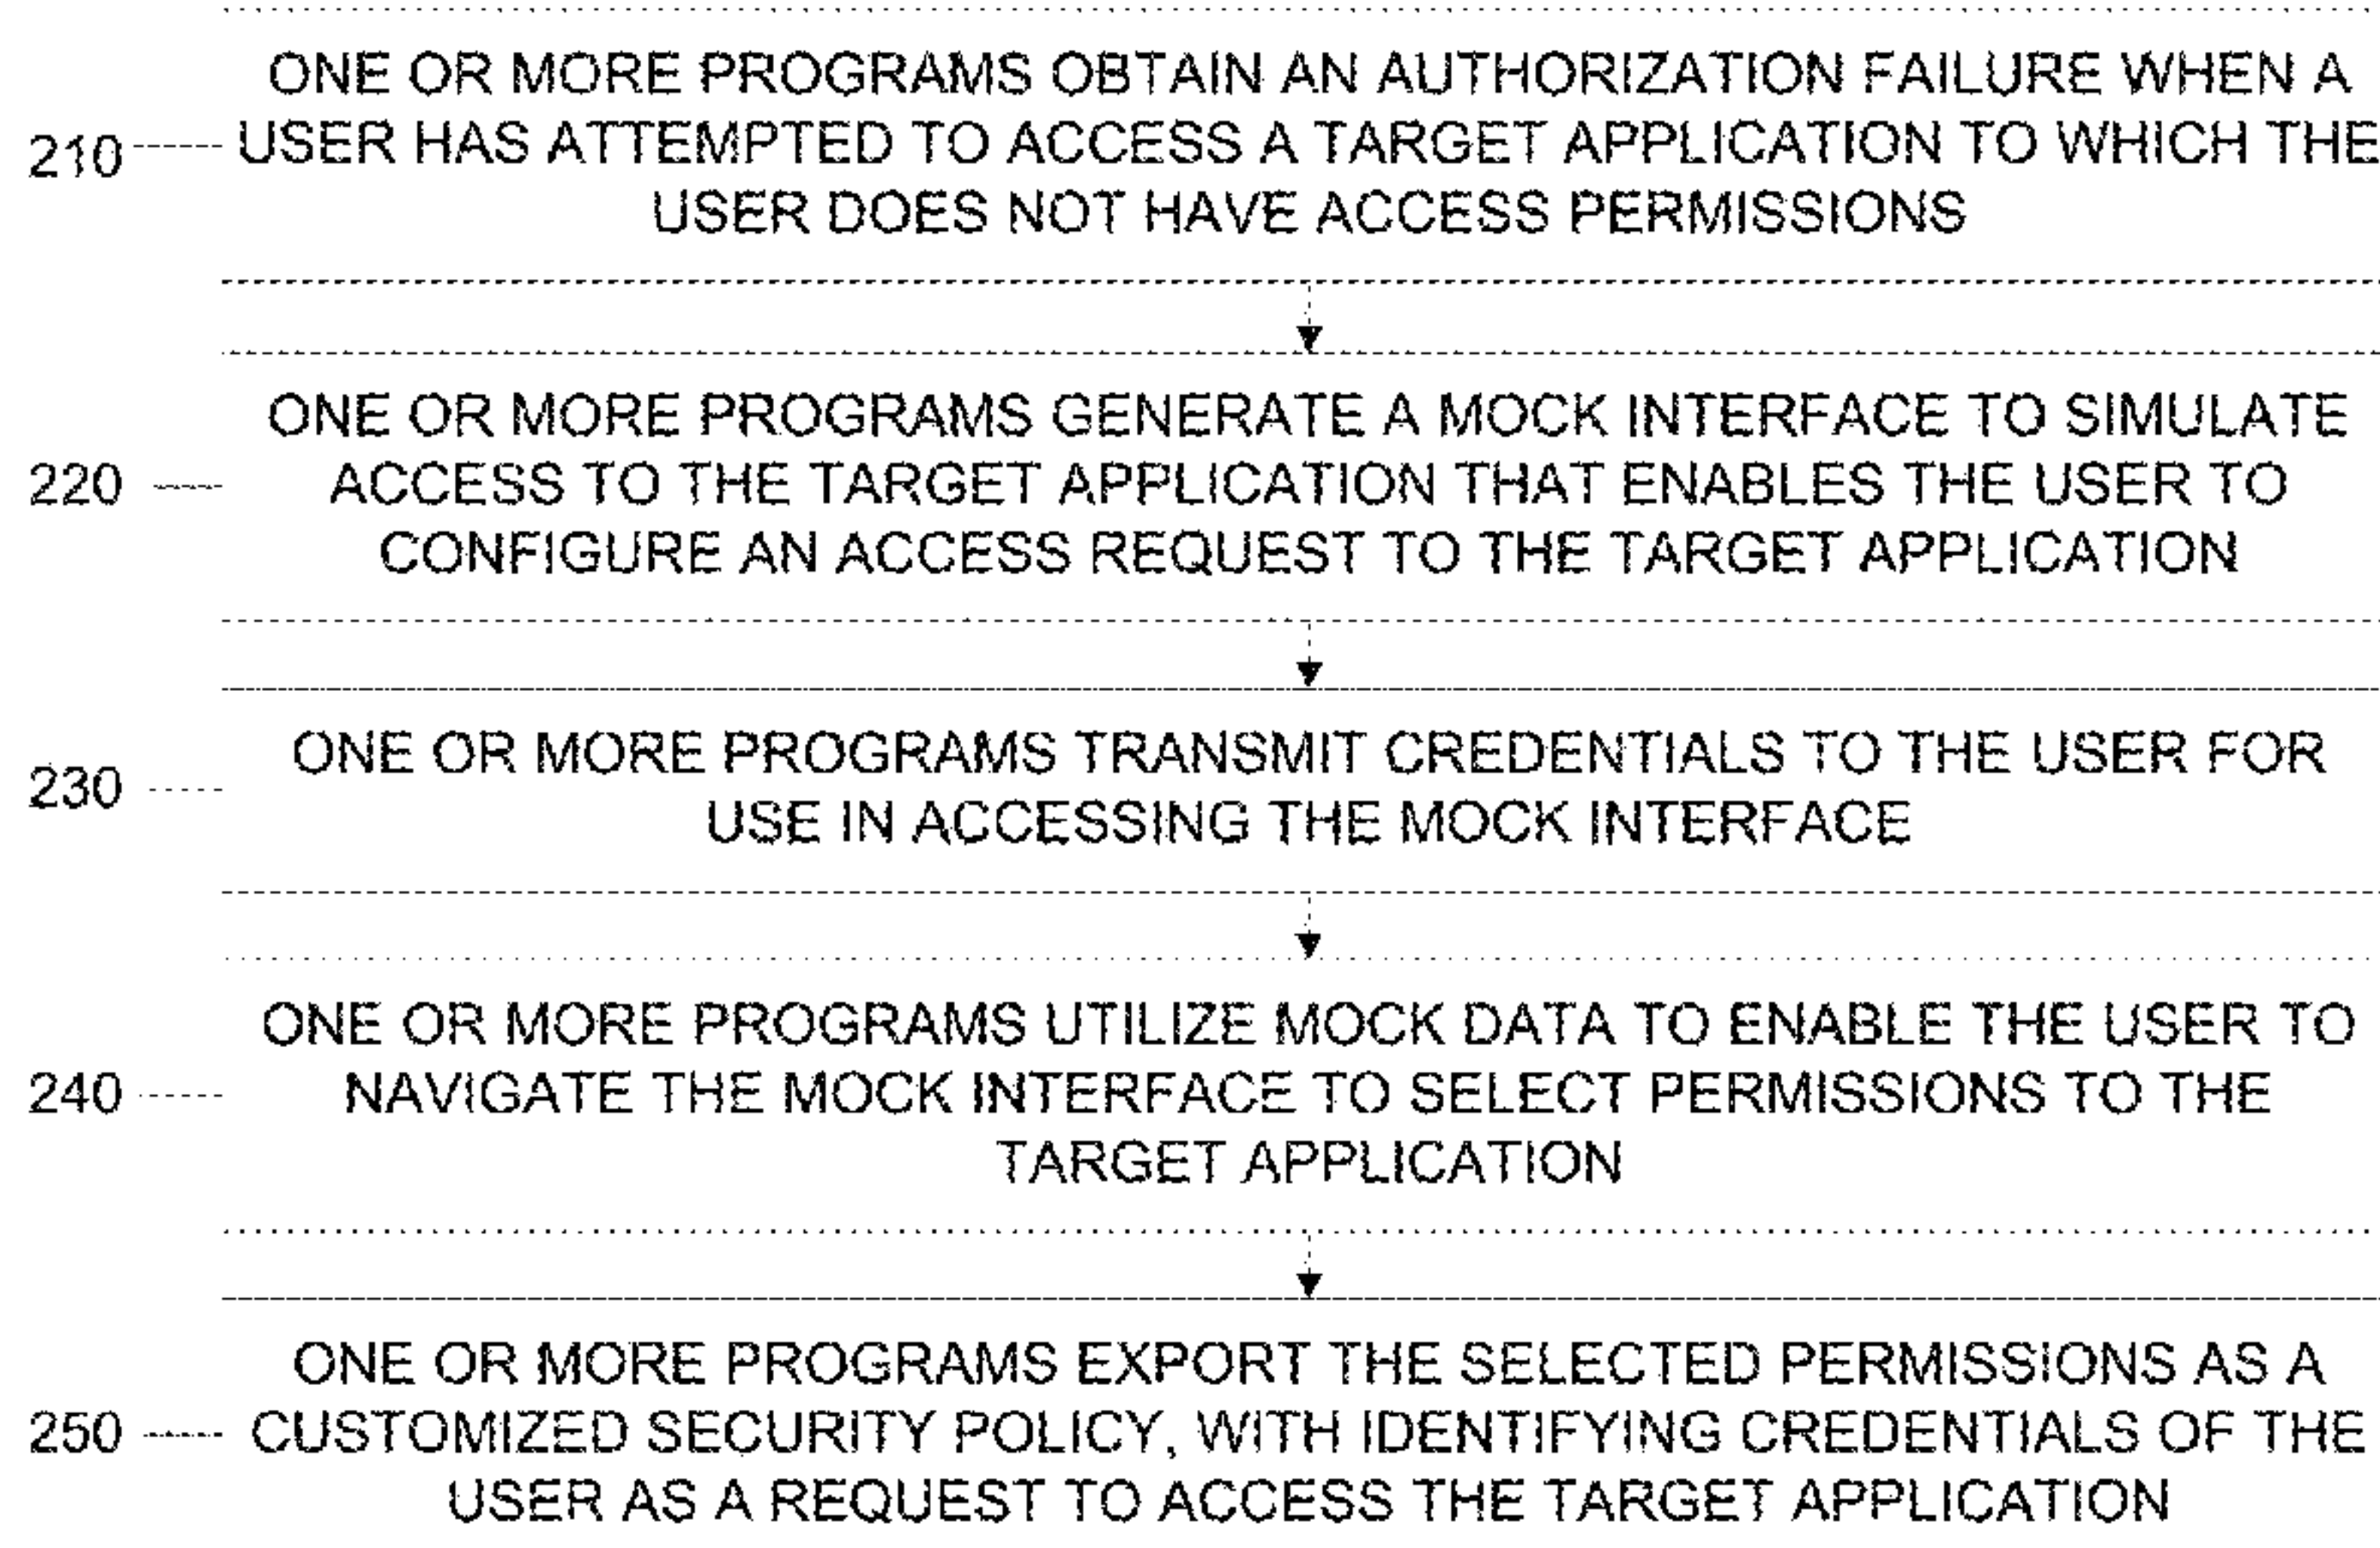 ONE OR MORE PROGRAMS OBTAIN AN AUTHORIZATION FAILURE WHEN A
210 USER HAS ATTEMPTED TO ACCESS A TARGET APPLICATION TO WHICH THE
USER DOES NOT HAVE ACCESS PERMISSIONS
ONE OR MORE PROGRAMS GENERATE A MOCK INTERFACE TO SIMULATE
220 ACCESS TO THE TARGET APPLICATION THAT ENABLES THE USER TO
CONFIGURE AN ACCESS REQUEST TO THE TARGET APPLICATION
ONE OR MORE PROGRAMS TRANSMIT CREDENTIALS TO THE USER FOR
230
USE IN ACCESSING THE MOCK INTERFACE
ONE OR MORE PROGRAMS UTILIZE MOCK DATA TO ENABLE THE USER TO
240 NAVIGATE THE MOCK INTERFACE TO SELECT PERMISSIONS TO THE
TARGET APPLICATION
ONE OR MORE PROGRAMS EXPORT THE SELECTED PERMISSIONS AS A
250 CUSTOMIZED SECURITY POLICY, WITH IDENTIFYING CREDENTIALS OF THE
USER AS A REQUEST TO ACCESS THE TARGET APPLICATION